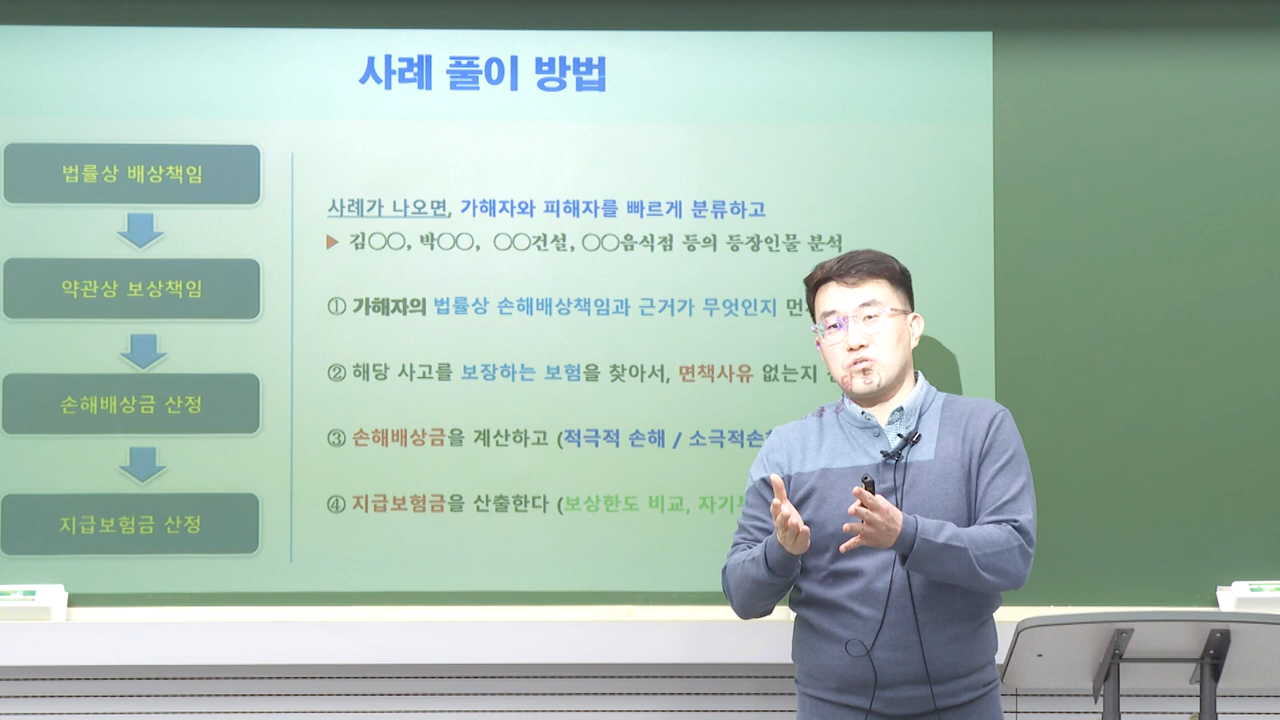 사례 풀이 방법
법률상 배상책임
약관상 보상책임
손해배상금 산정
지급보험금 산정
사례가 나오면, 가해자와 피해자를 빠르게 분류하고
▶ 김○○, 박○○, ○○건설, ○○음식점 등의 등장인물 분석
① 가해자의 법률상 손해배상책임과 근거가 무엇인지
② 해당 사고를 보장하는 보험을 찾아서, 면책사유 없는지
③ 손해배상금을 계산하고 (적극적 손해 /
④ 지급보험금을 산출한다 (보상한도 비교,